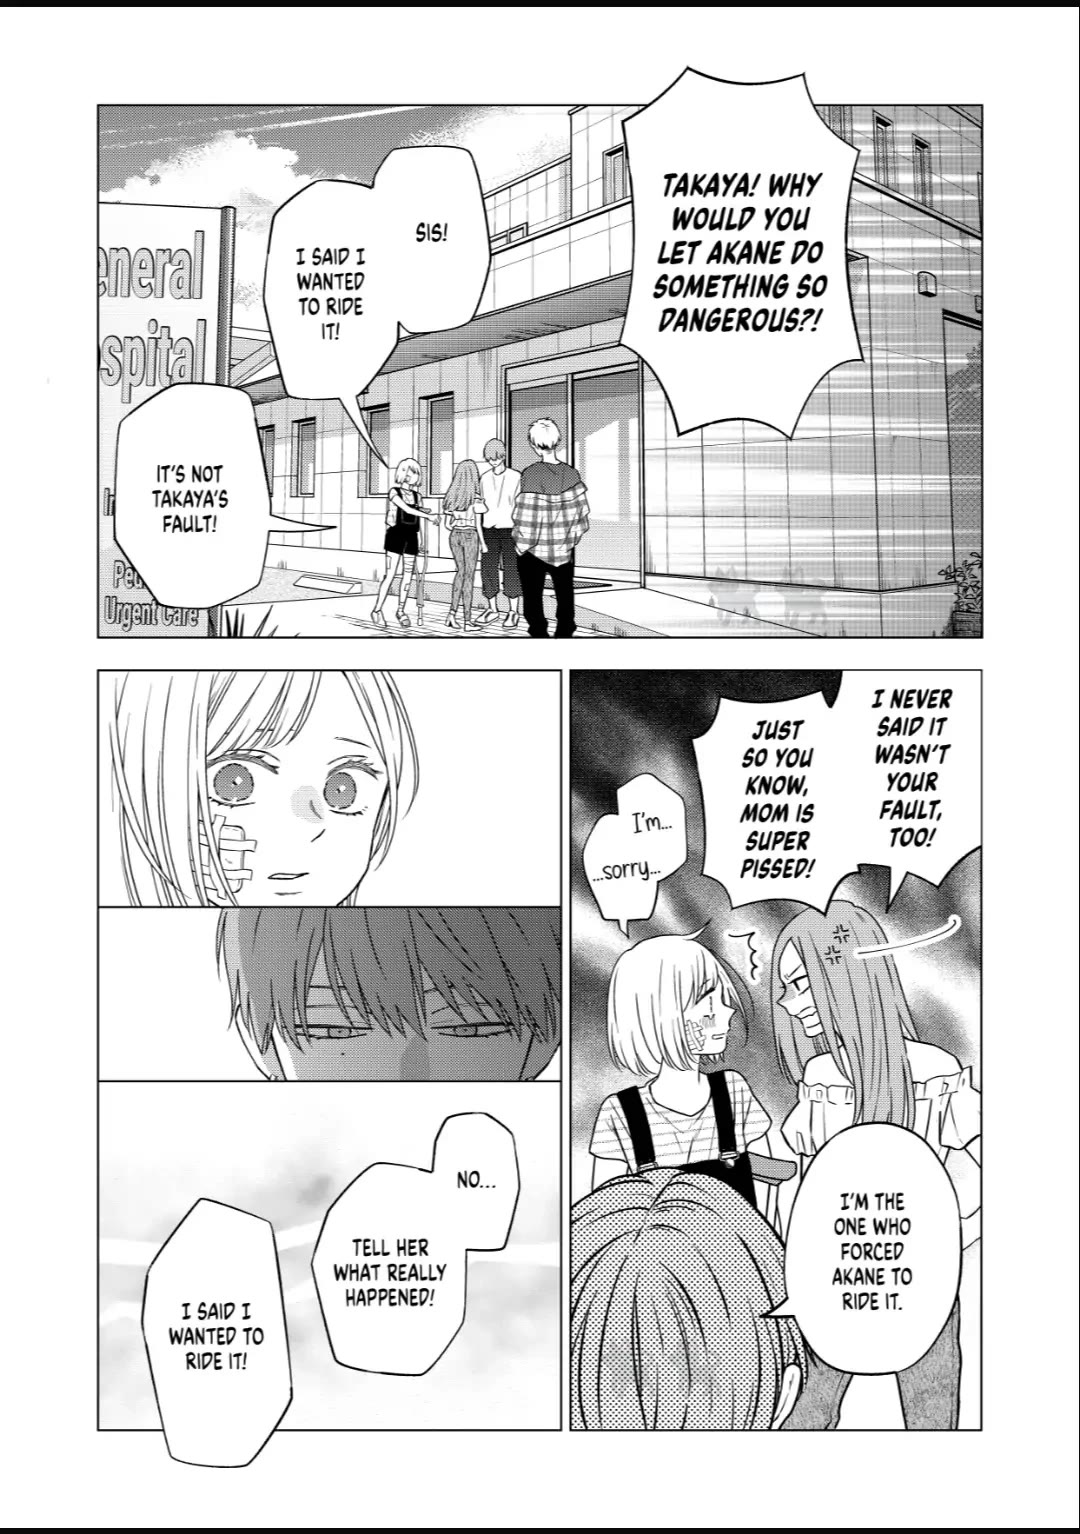 TAKAYA! WHY
WOULD YOU
LET AKANE DO
SOMETHING SO
DANGEROUS?!
SIS!
I SAID I
WANTED
TO RIDE
IT!
IT'S NOT
TAKAYA'S
FAULT!
eneral
spital
Urgent Care
I NEVER
SAID IT
WASN'T
YOUR
FAULT,
TOO!
JUST
SO YOU
KNOW,
MOM IS
SUPER
PISSED!
I'm...
...sorry...
I'M THE
ONE WHO
FORCED
AKANE TO
RIDE IT.
NO...
TELL HER
WHAT REALLY
HAPPENED!
I SAID I
WANTED TO
RIDE IT!